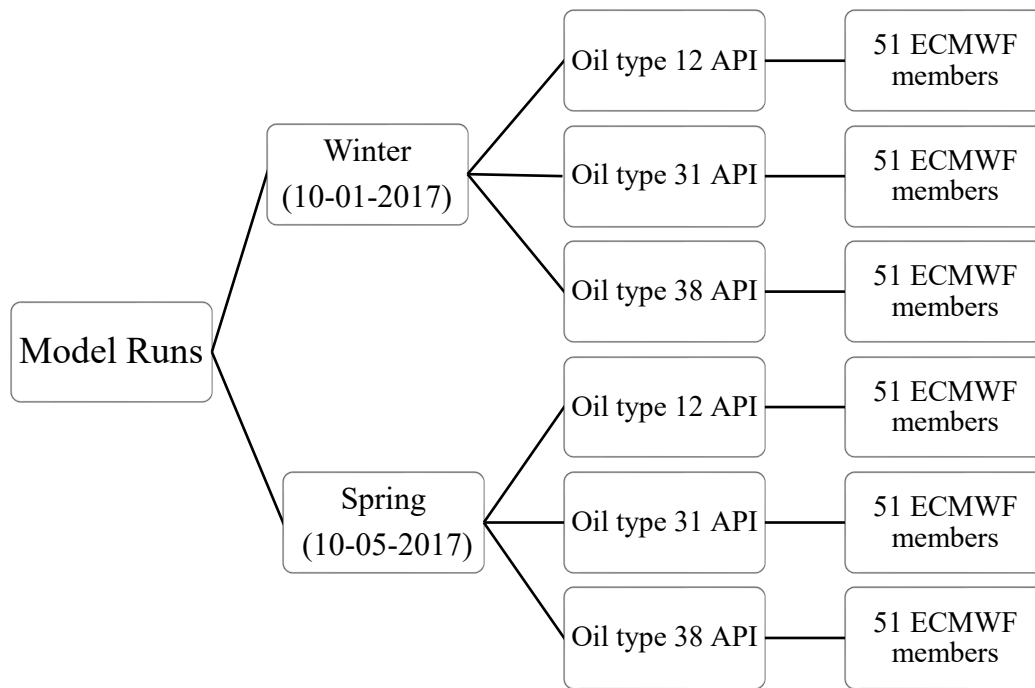 Model Runs
Winter
(10-01-2017)
Oil type 12 API
51 ECMWF
members
Oil type 31 API
51 ECMWF
members
Oil type 38 API
51 ECMWF
members
Spring
(10-05-2017)
Oil type 12 API
51 ECMWF
members
Oil type 31 API
51 ECMWF
members
Oil type 38 API
51 ECMWF
members